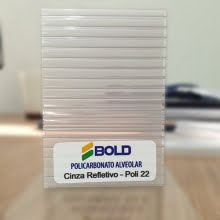 BOLD
POLICARBONATO ALVEOLAR
Cinza Refletivo - Poli 22